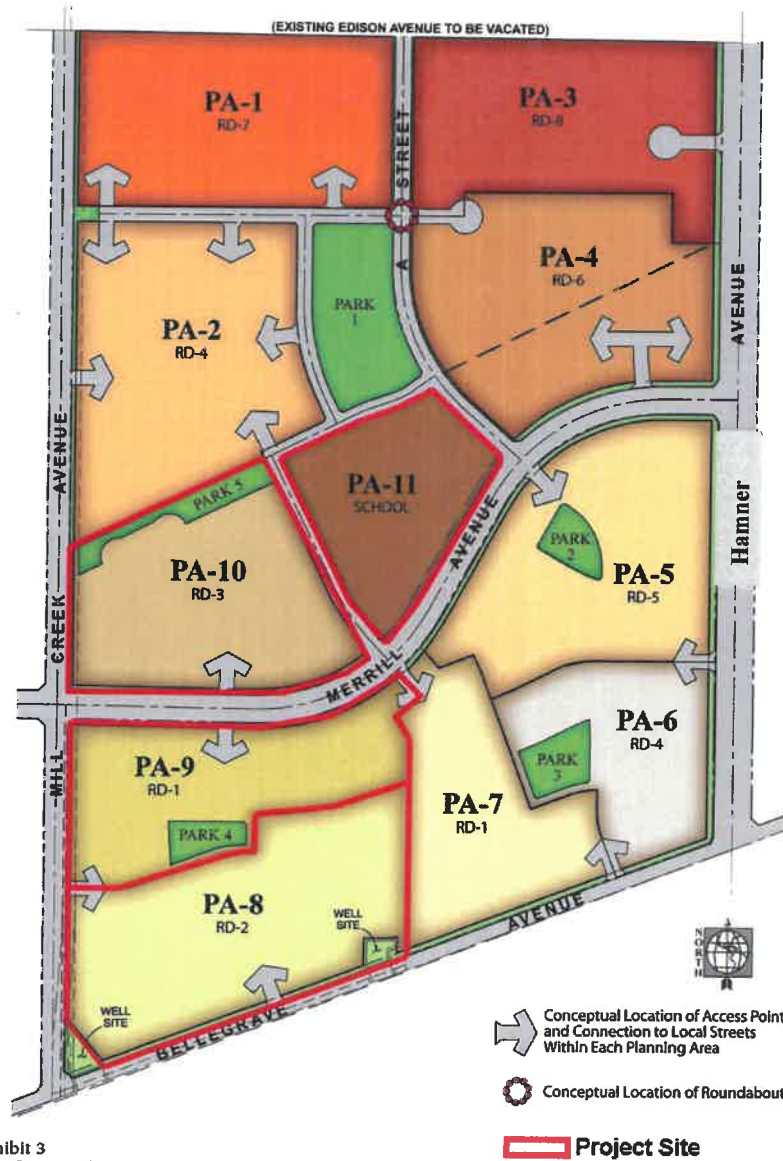 (EXISTING EDISON AVENUE TO BE VACATED)
PA-1
RD-7
PA-3
RD-8
A STREET
PA-4
RD-6
PARK
1
PA-2
RD-4
AVENUE
Hamner
PA-11
SCHOOL
PARK 5
PA-10
RD-3
MILL CREEK AVENUE
MERRILL AVENUE
PARK
2
PA-5
RD-5
PA-6
RD-4
PARK
3
PA-9
RD-1
PARK 4
PA-7
RD-1
PA-8
RD-2
WELL
SITE
WELL
SITE
BELLEGRAVE AVENUE
NORTH
Conceptual Location of Access Point
and Connection to Local Streets
Within Each Planning Area
Conceptual Location of Roundabout
Project Site
hibit 3